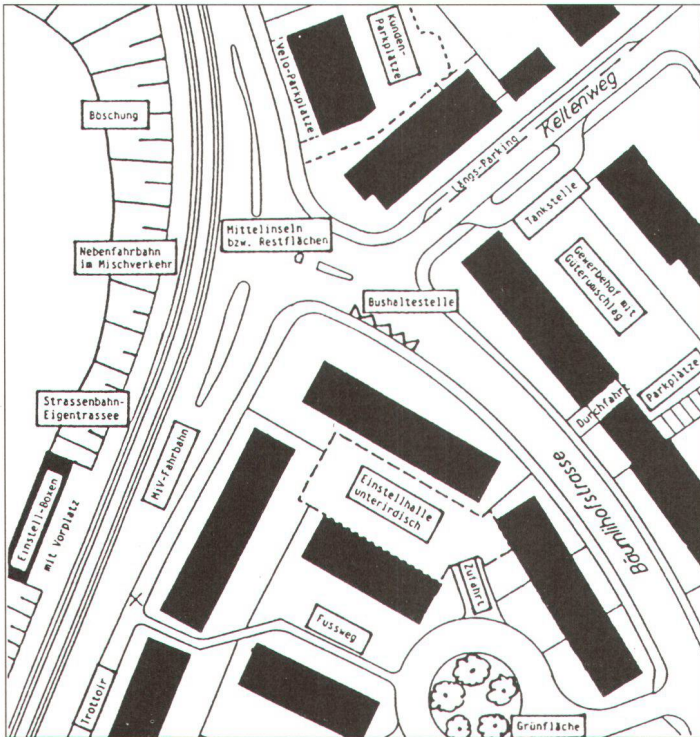 Kunden-
Parkplätze
Velo-Parkplätze
Böschung
Längs-Parking
Kellenweg
Tankstelle
Mittelinseln
bzw. Restflächen
Nebenfahrbahn
im Mischverkehr
Gewerbehof mit
Güterumschlag
Bushaltestelle
Parkplätze
Durchfahrt
Strassenbahn-
Eigentrassee
MiV-Fahrbahn
Einstellhalle
unterirdisch
Bäumlihofstrasse
Einstell-Boxen
mit Vorplatz
Zufahrt
Fussweg
Trottoir
Grünfläche